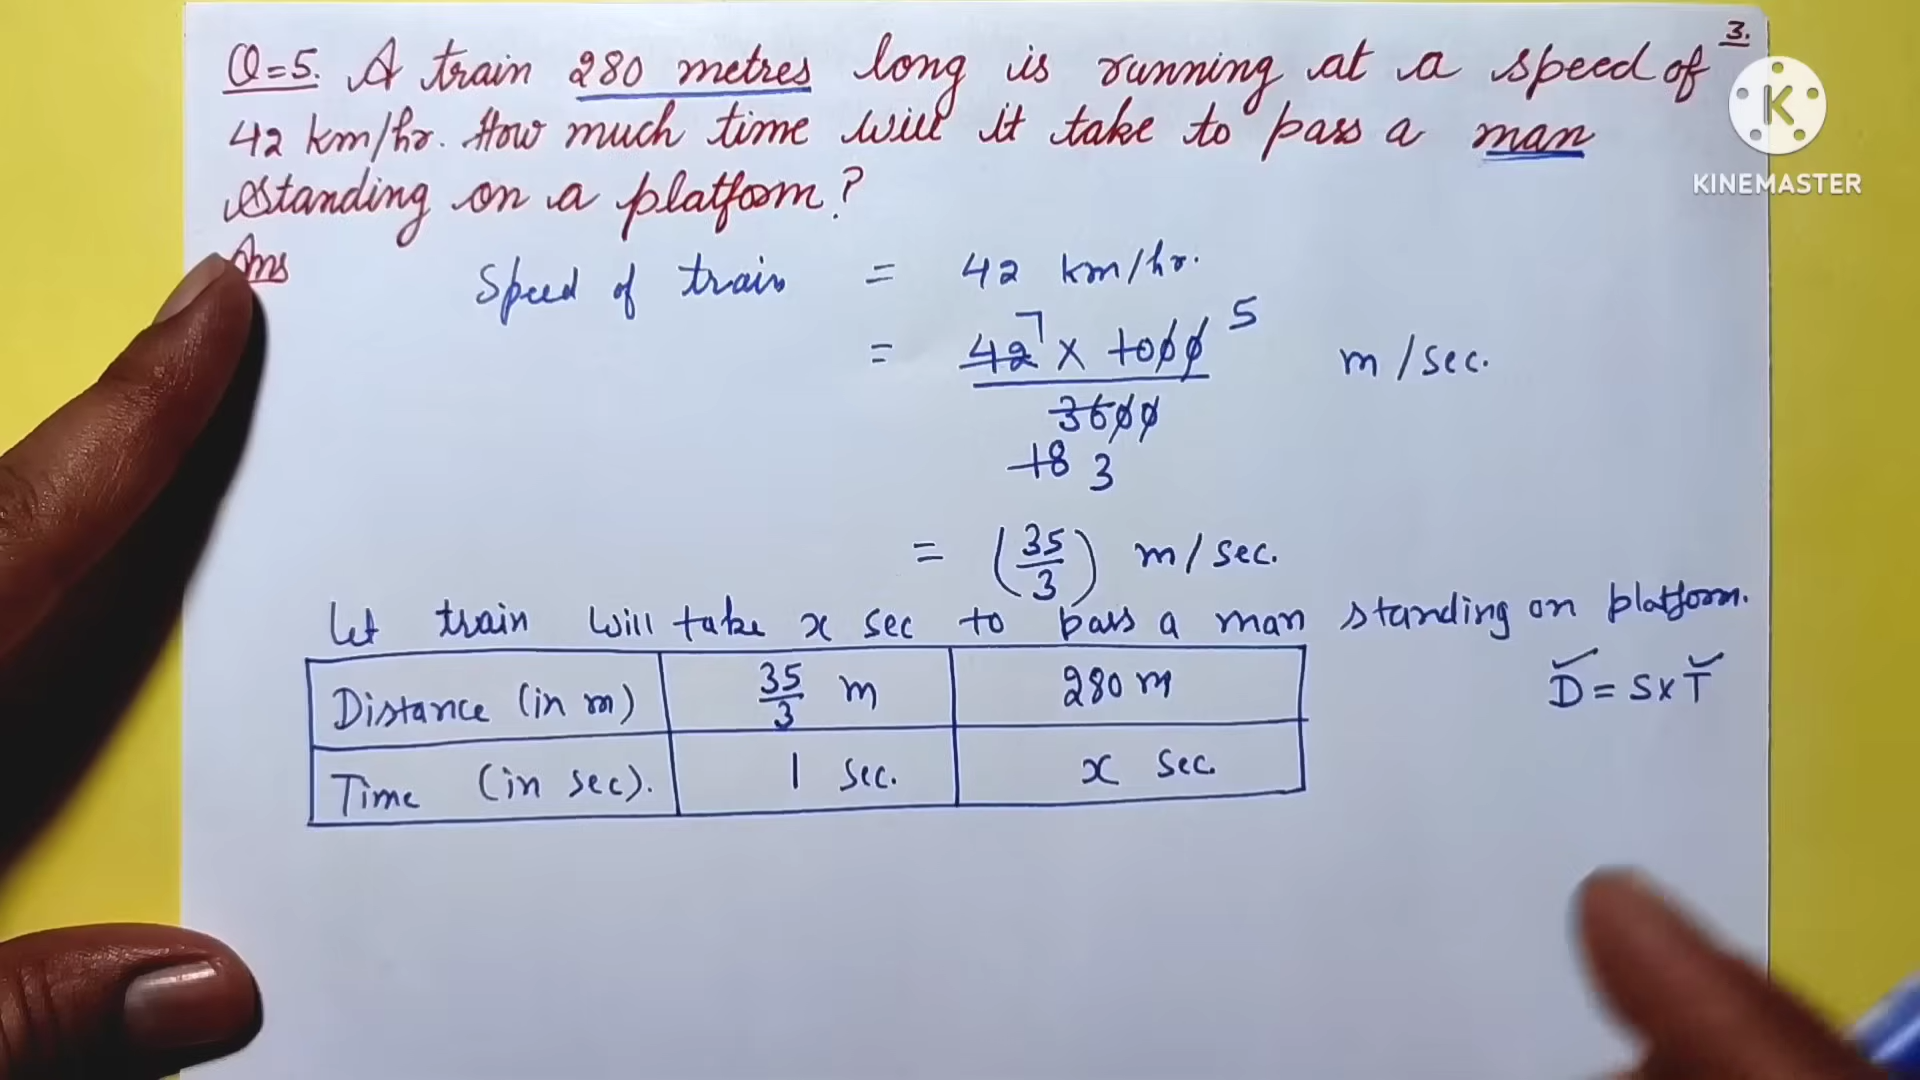 3.
Q=5. A train 280 metres long is running at a speed of
42 km/hr. How much time will it take to pass a man
standing on a platform?
Ans
KINEMASTER
Speed of train = 42 km/hr.
= 42 7 x 1000 5 m/sec.
3600
18 3
= (35/3) m/sec.
Let train will take x sec to pass a man standing on platform.
Distance (in m) 35/3 m 280 m
D = S x T
Time (in sec). 1 sec. x sec.